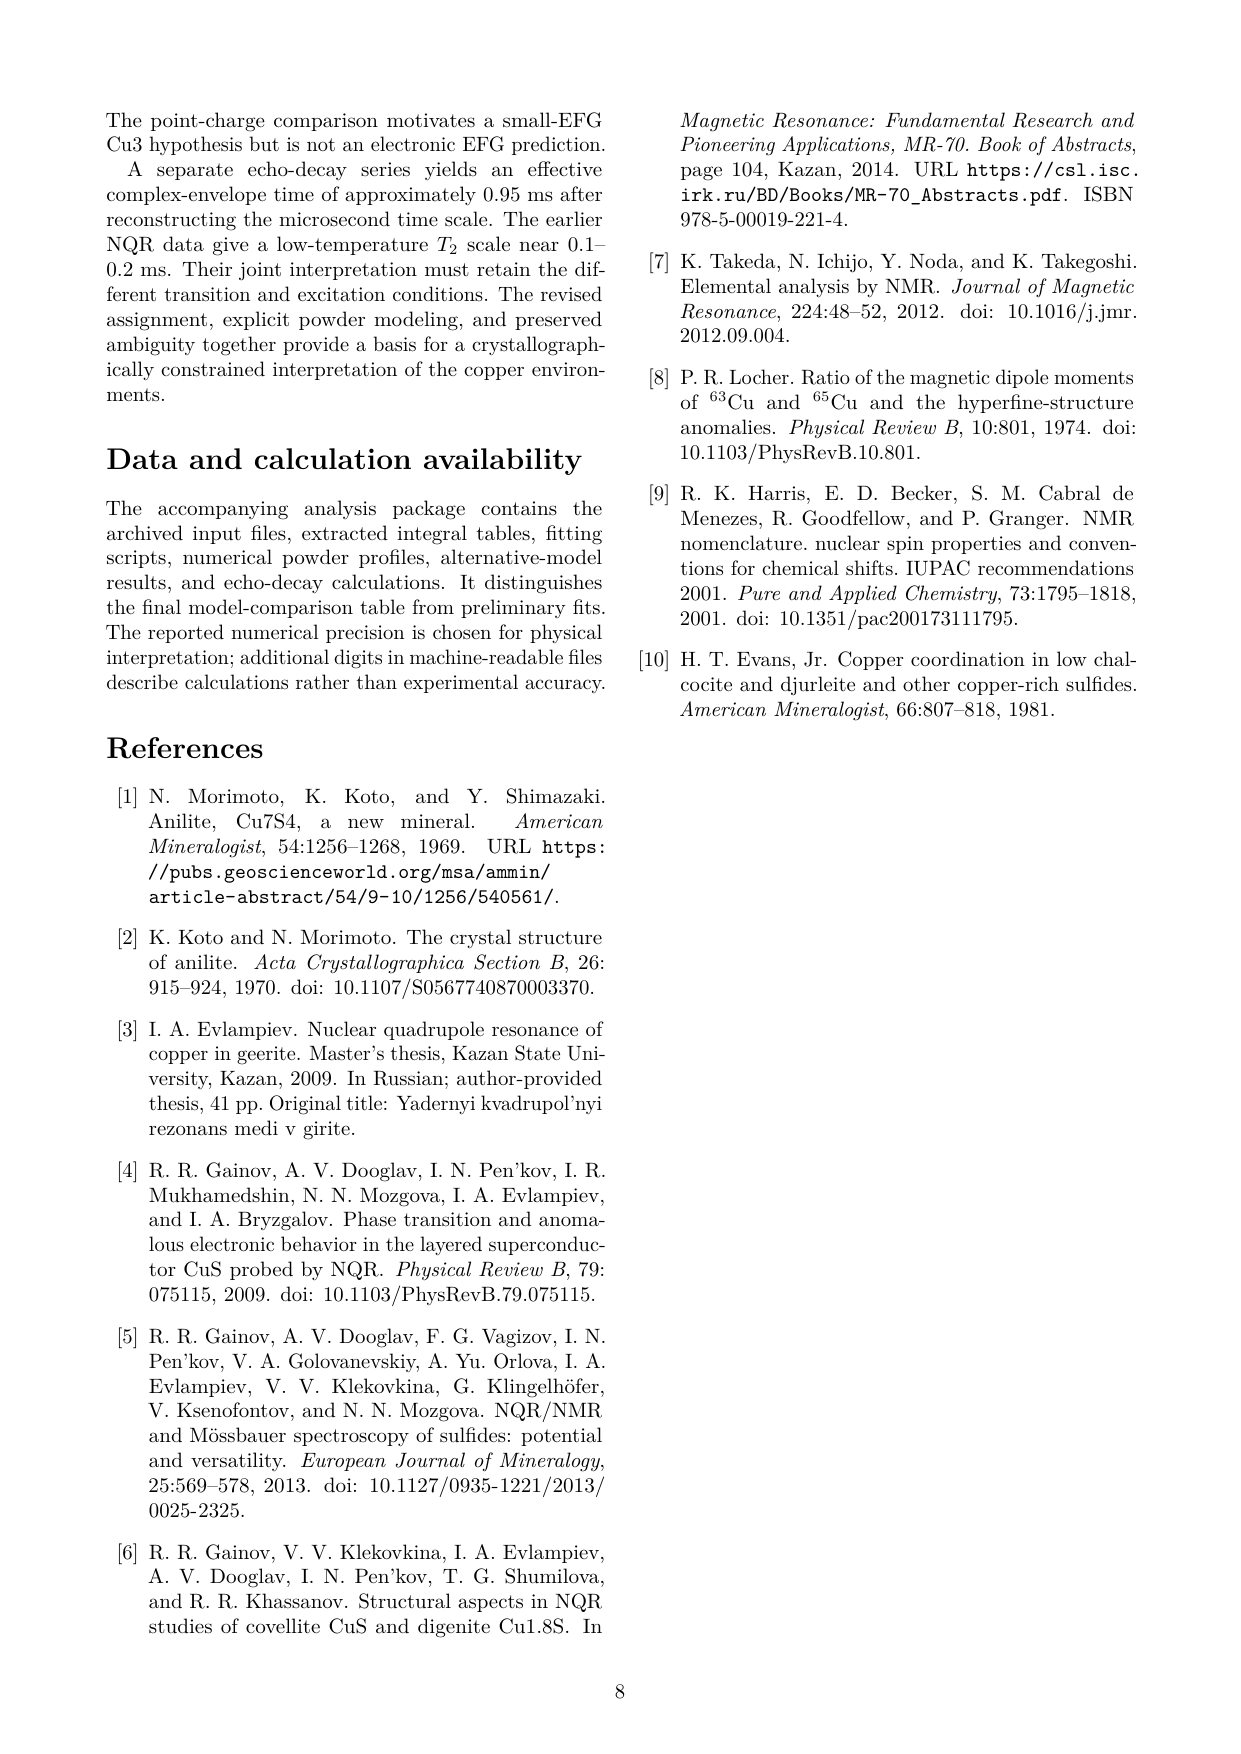 The point-charge comparison motivates a small-EFG
Cu3 hypothesis but is not an electronic EFG prediction.
A separate echo-decay series yields an effective
complex-envelope time of approximately 0.95 ms after
reconstructing the microsecond time scale. The earlier
NQR data give a low-temperature T2 scale near 0.1–
0.2 ms. Their joint interpretation must retain the dif-
ferent transition and excitation conditions. The revised
assignment, explicit powder modeling, and preserved
ambiguity together provide a basis for a crystallograph-
ically constrained interpretation of the copper environ-
ments.
Data and calculation availability
The accompanying analysis package contains the
archived input files, extracted integral tables, fitting
scripts, numerical powder profiles, alternative-model
results, and echo-decay calculations. It distinguishes
the final model-comparison table from preliminary fits.
The reported numerical precision is chosen for physical
interpretation; additional digits in machine-readable files
describe calculations rather than experimental accuracy.
References
[1] N. Morimoto, K. Koto, and Y. Shimazaki.
Anilite, Cu7S4, a new mineral. American
Mineralogist, 54:1256–1268, 1969. URL https:
//pubs.geoscienceworld.org/msa/ammin/
article-abstract/54/9-10/1256/540561/.
[2] K. Koto and N. Morimoto. The crystal structure
of anilite. Acta Crystallographica Section B, 26:
915–924, 1970. doi: 10.1107/S0567740870003370.
[3] I. A. Evlampiev. Nuclear quadrupole resonance of
copper in geerite. Master's thesis, Kazan State Uni-
versity, Kazan, 2009. In Russian; author-provided
thesis, 41 pp. Original title: Yadernyi kvadrupol'nyi
rezonans medi v girite.
[4] R. R. Gainov, A. V. Dooglav, I. N. Pen'kov, I. R.
Mukhamedshin, N. N. Mozgova, I. A. Evlampiev,
and I. A. Bryzgalov. Phase transition and anoma-
lous electronic behavior in the layered superconduc-
tor CuS probed by NQR. Physical Review B, 79:
075115, 2009. doi: 10.1103/PhysRevB.79.075115.
[5] R. R. Gainov, A. V. Dooglav, F. G. Vagizov, I. N.
Pen'kov, V. A. Golovanevskiy, A. Yu. Orlova, I. A.
Evlampiev, V. V. Klekovkina, G. Klingelhöfer,
V. Ksenofontov, and N. N. Mozgova. NQR/NMR
and Mössbauer spectroscopy of sulfides: potential
and versatility. European Journal of Mineralogy,
25:569–578, 2013. doi: 10.1127/0935-1221/2013/
0025-2325.
[6] R. R. Gainov, V. V. Klekovkina, I. A. Evlampiev,
A. V. Dooglav, I. N. Pen'kov, T. G. Shumilova,
and R. R. Khassanov. Structural aspects in NQR
studies of covellite CuS and digenite Cu1.8S. In
Magnetic Resonance: Fundamental Research and
Pioneering Applications, MR-70. Book of Abstracts,
page 104, Kazan, 2014. URL https://csl.isc.
irk.ru/BD/Books/MR-70_Abstracts.pdf. ISBN
978-5-00019-221-4.
[7] K. Takeda, N. Ichijo, Y. Noda, and K. Takegoshi.
Elemental analysis by NMR. Journal of Magnetic
Resonance, 224:48–52, 2012. doi: 10.1016/j.jmr.
2012.09.004.
[8] P. R. Locher. Ratio of the magnetic dipole moments
of 63Cu and 65Cu and the hyperfine-structure
anomalies. Physical Review B, 10:801, 1974. doi:
10.1103/PhysRevB.10.801.
[9] R. K. Harris, E. D. Becker, S. M. Cabral de
Menezes, R. Goodfellow, and P. Granger. NMR
nomenclature. nuclear spin properties and conven-
tions for chemical shifts. IUPAC recommendations
2001. Pure and Applied Chemistry, 73:1795–1818,
2001. doi: 10.1351/pac200173111795.
[10] H. T. Evans, Jr. Copper coordination in low chal-
cocite and djurleite and other copper-rich sulfides.
American Mineralogist, 66:807–818, 1981.
8